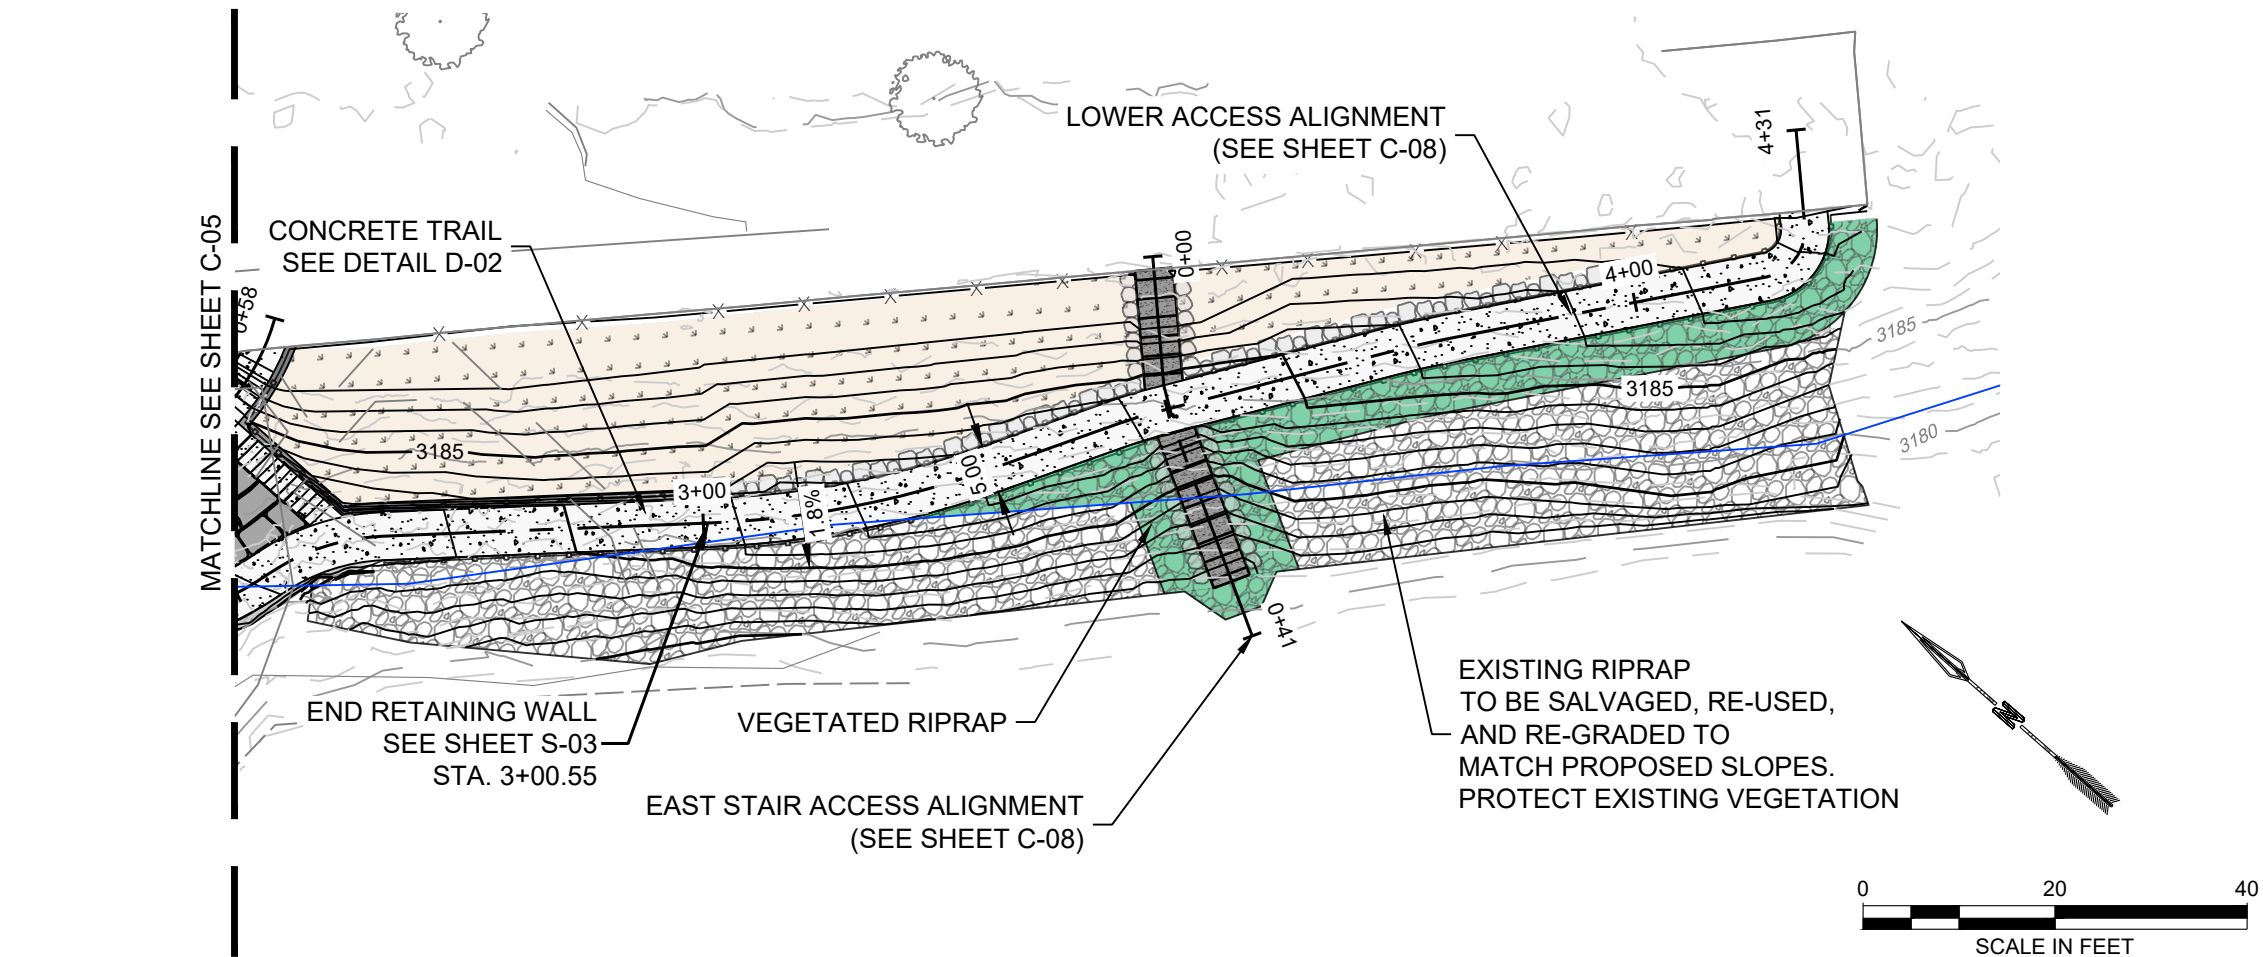 LOWER ACCESS ALIGNMENT
(SEE SHEET C-08)
4+31
MATCHLINE SEE SHEET C-05
CONCRETE TRAIL
SEE DETAIL D-02
0+00
4+00
3185
3185
3185
3180
3+00
1.8%
5.00
0+41
END RETAINING WALL
SEE SHEET S-03
STA. 3+00.55
VEGETATED RIPRAP
EAST STAIR ACCESS ALIGNMENT
(SEE SHEET C-08)
EXISTING RIPRAP
TO BE SALVAGED, RE-USED,
AND RE-GRADED TO
MATCH PROPOSED SLOPES.
PROTECT EXISTING VEGETATION
N
0 20 40
SCALE IN FEET